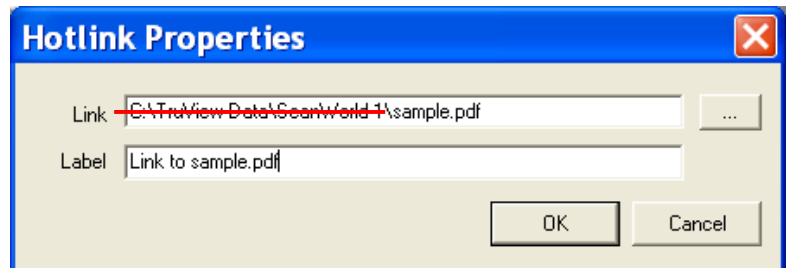 Hotlink Properties
Link C:\TruView Data\ScanWorld 1\sample.pdf ...
Label Link to sample.pdf
OK Cancel